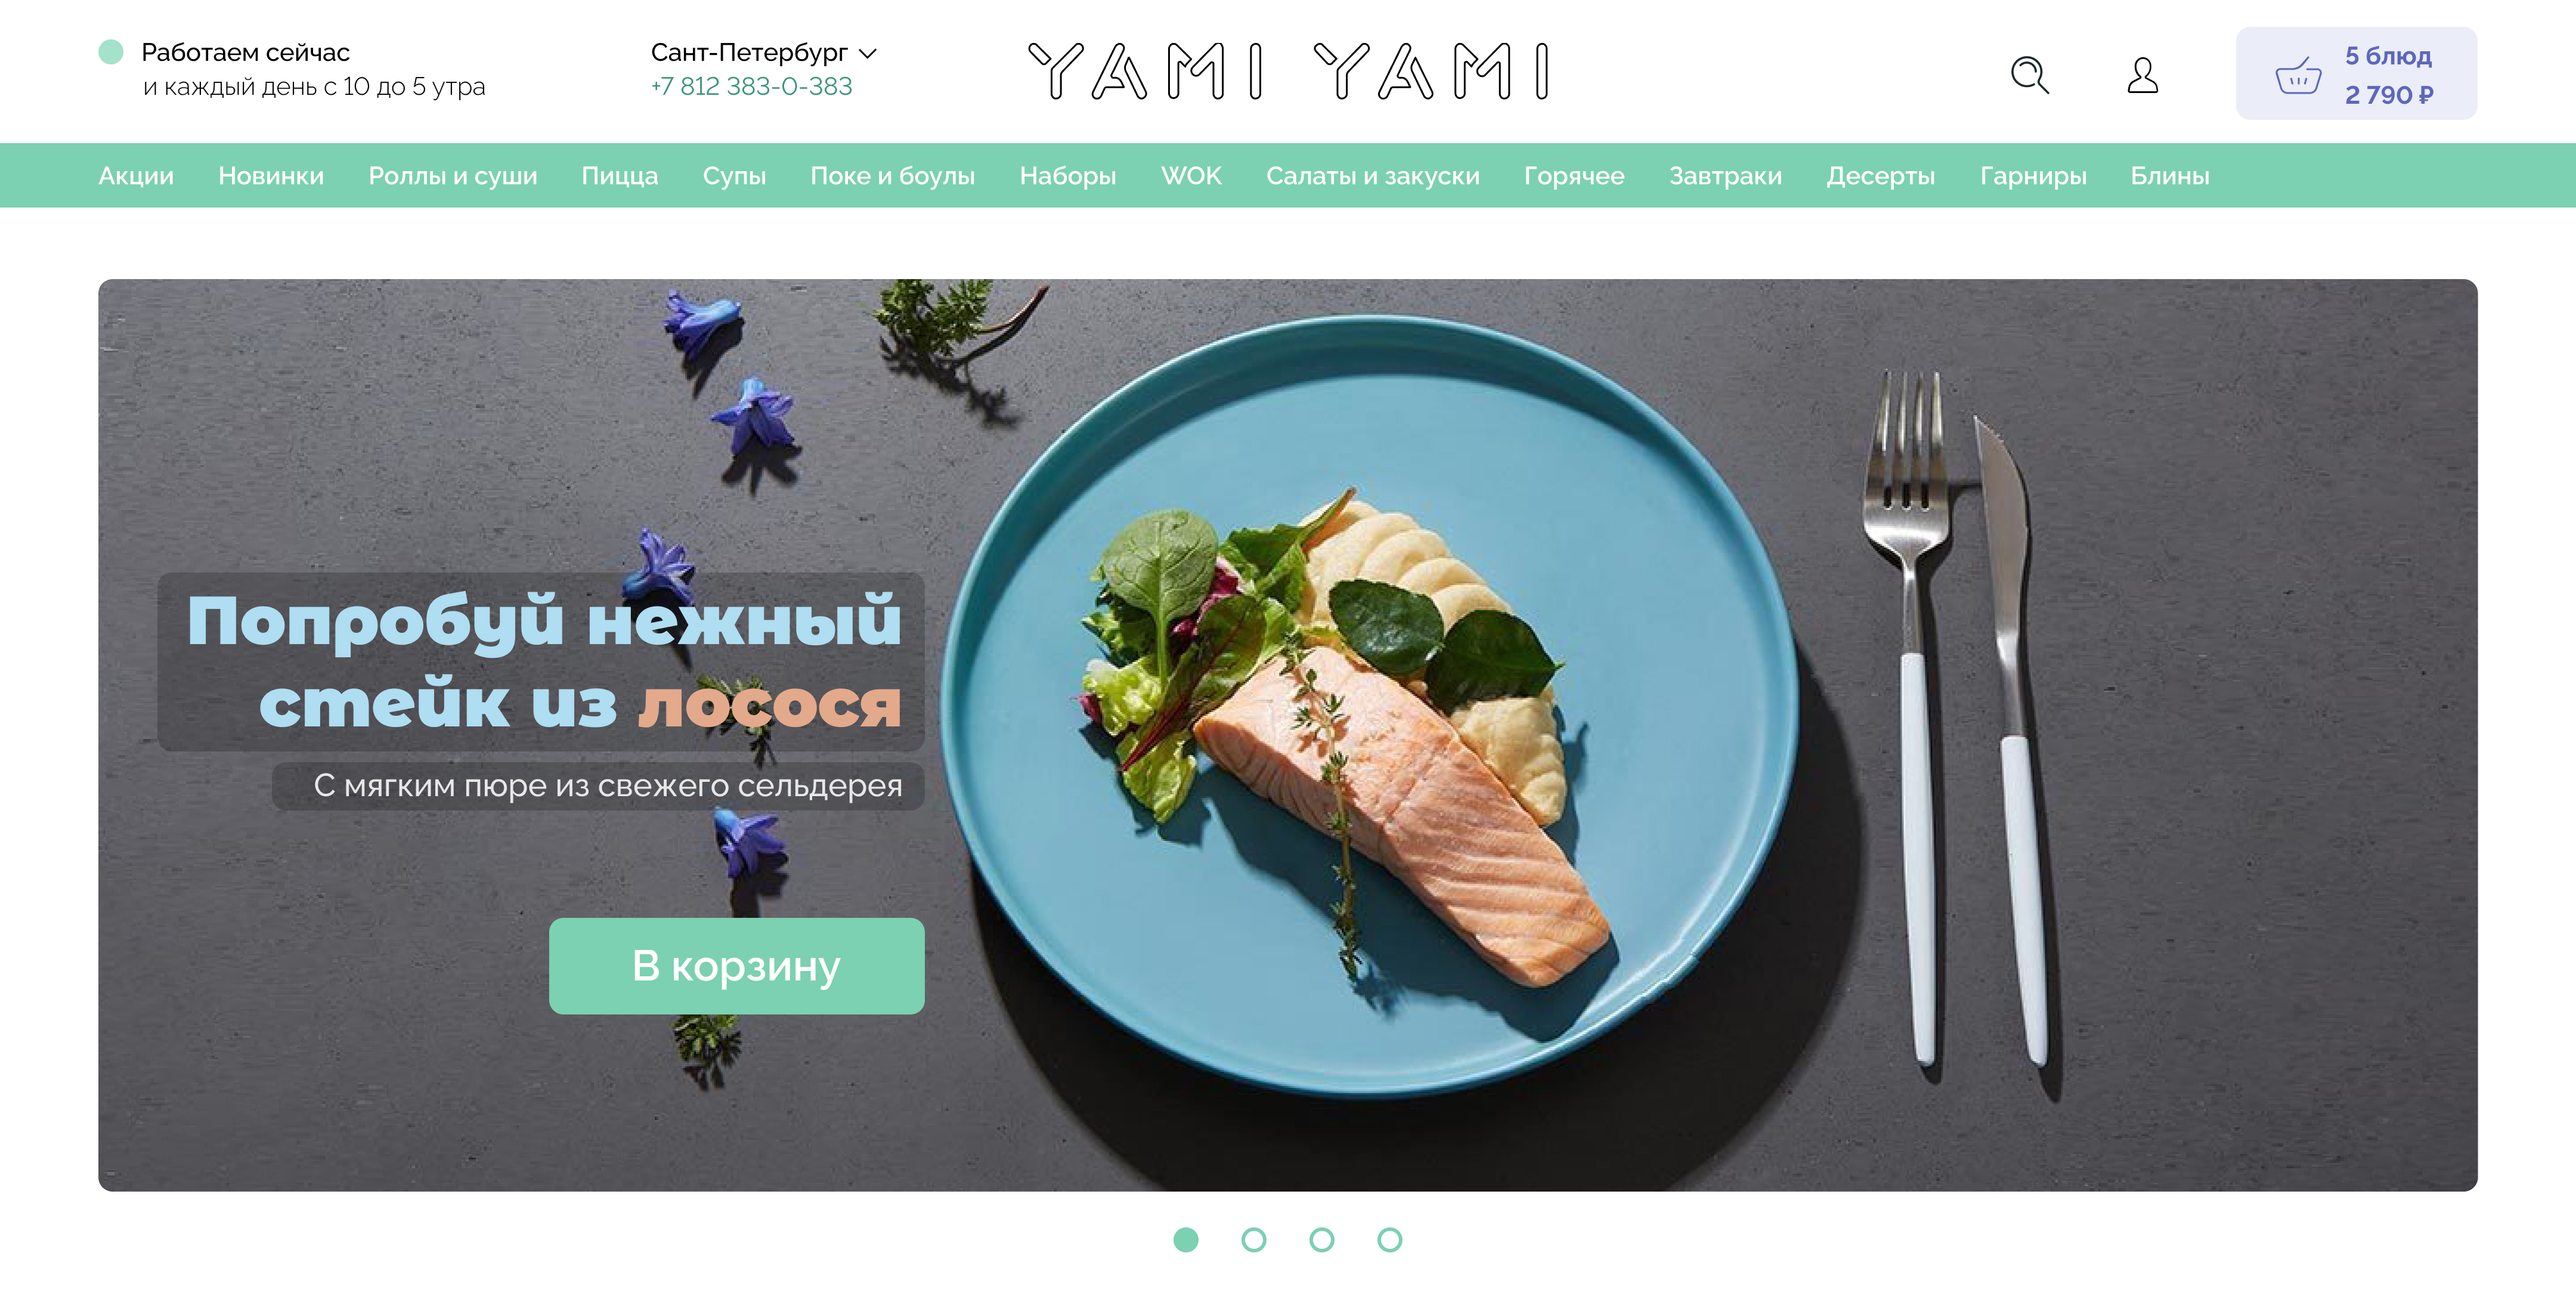 Работаем сейчас
и каждый день с 10 до 5 утра
Сант-Петербург
+7 812 383-0-383
YAMI YAMI
5 блюд
2 790 ₽
Акции Новинки Роллы и суши Пицца Супы Поке и боулы Наборы WOK Салаты и закуски Горячее Завтраки Десерты Гарниры Блины
Попробуй нежный
стейк из лосося
С мягким пюре из свежего сельдерея
В корзину